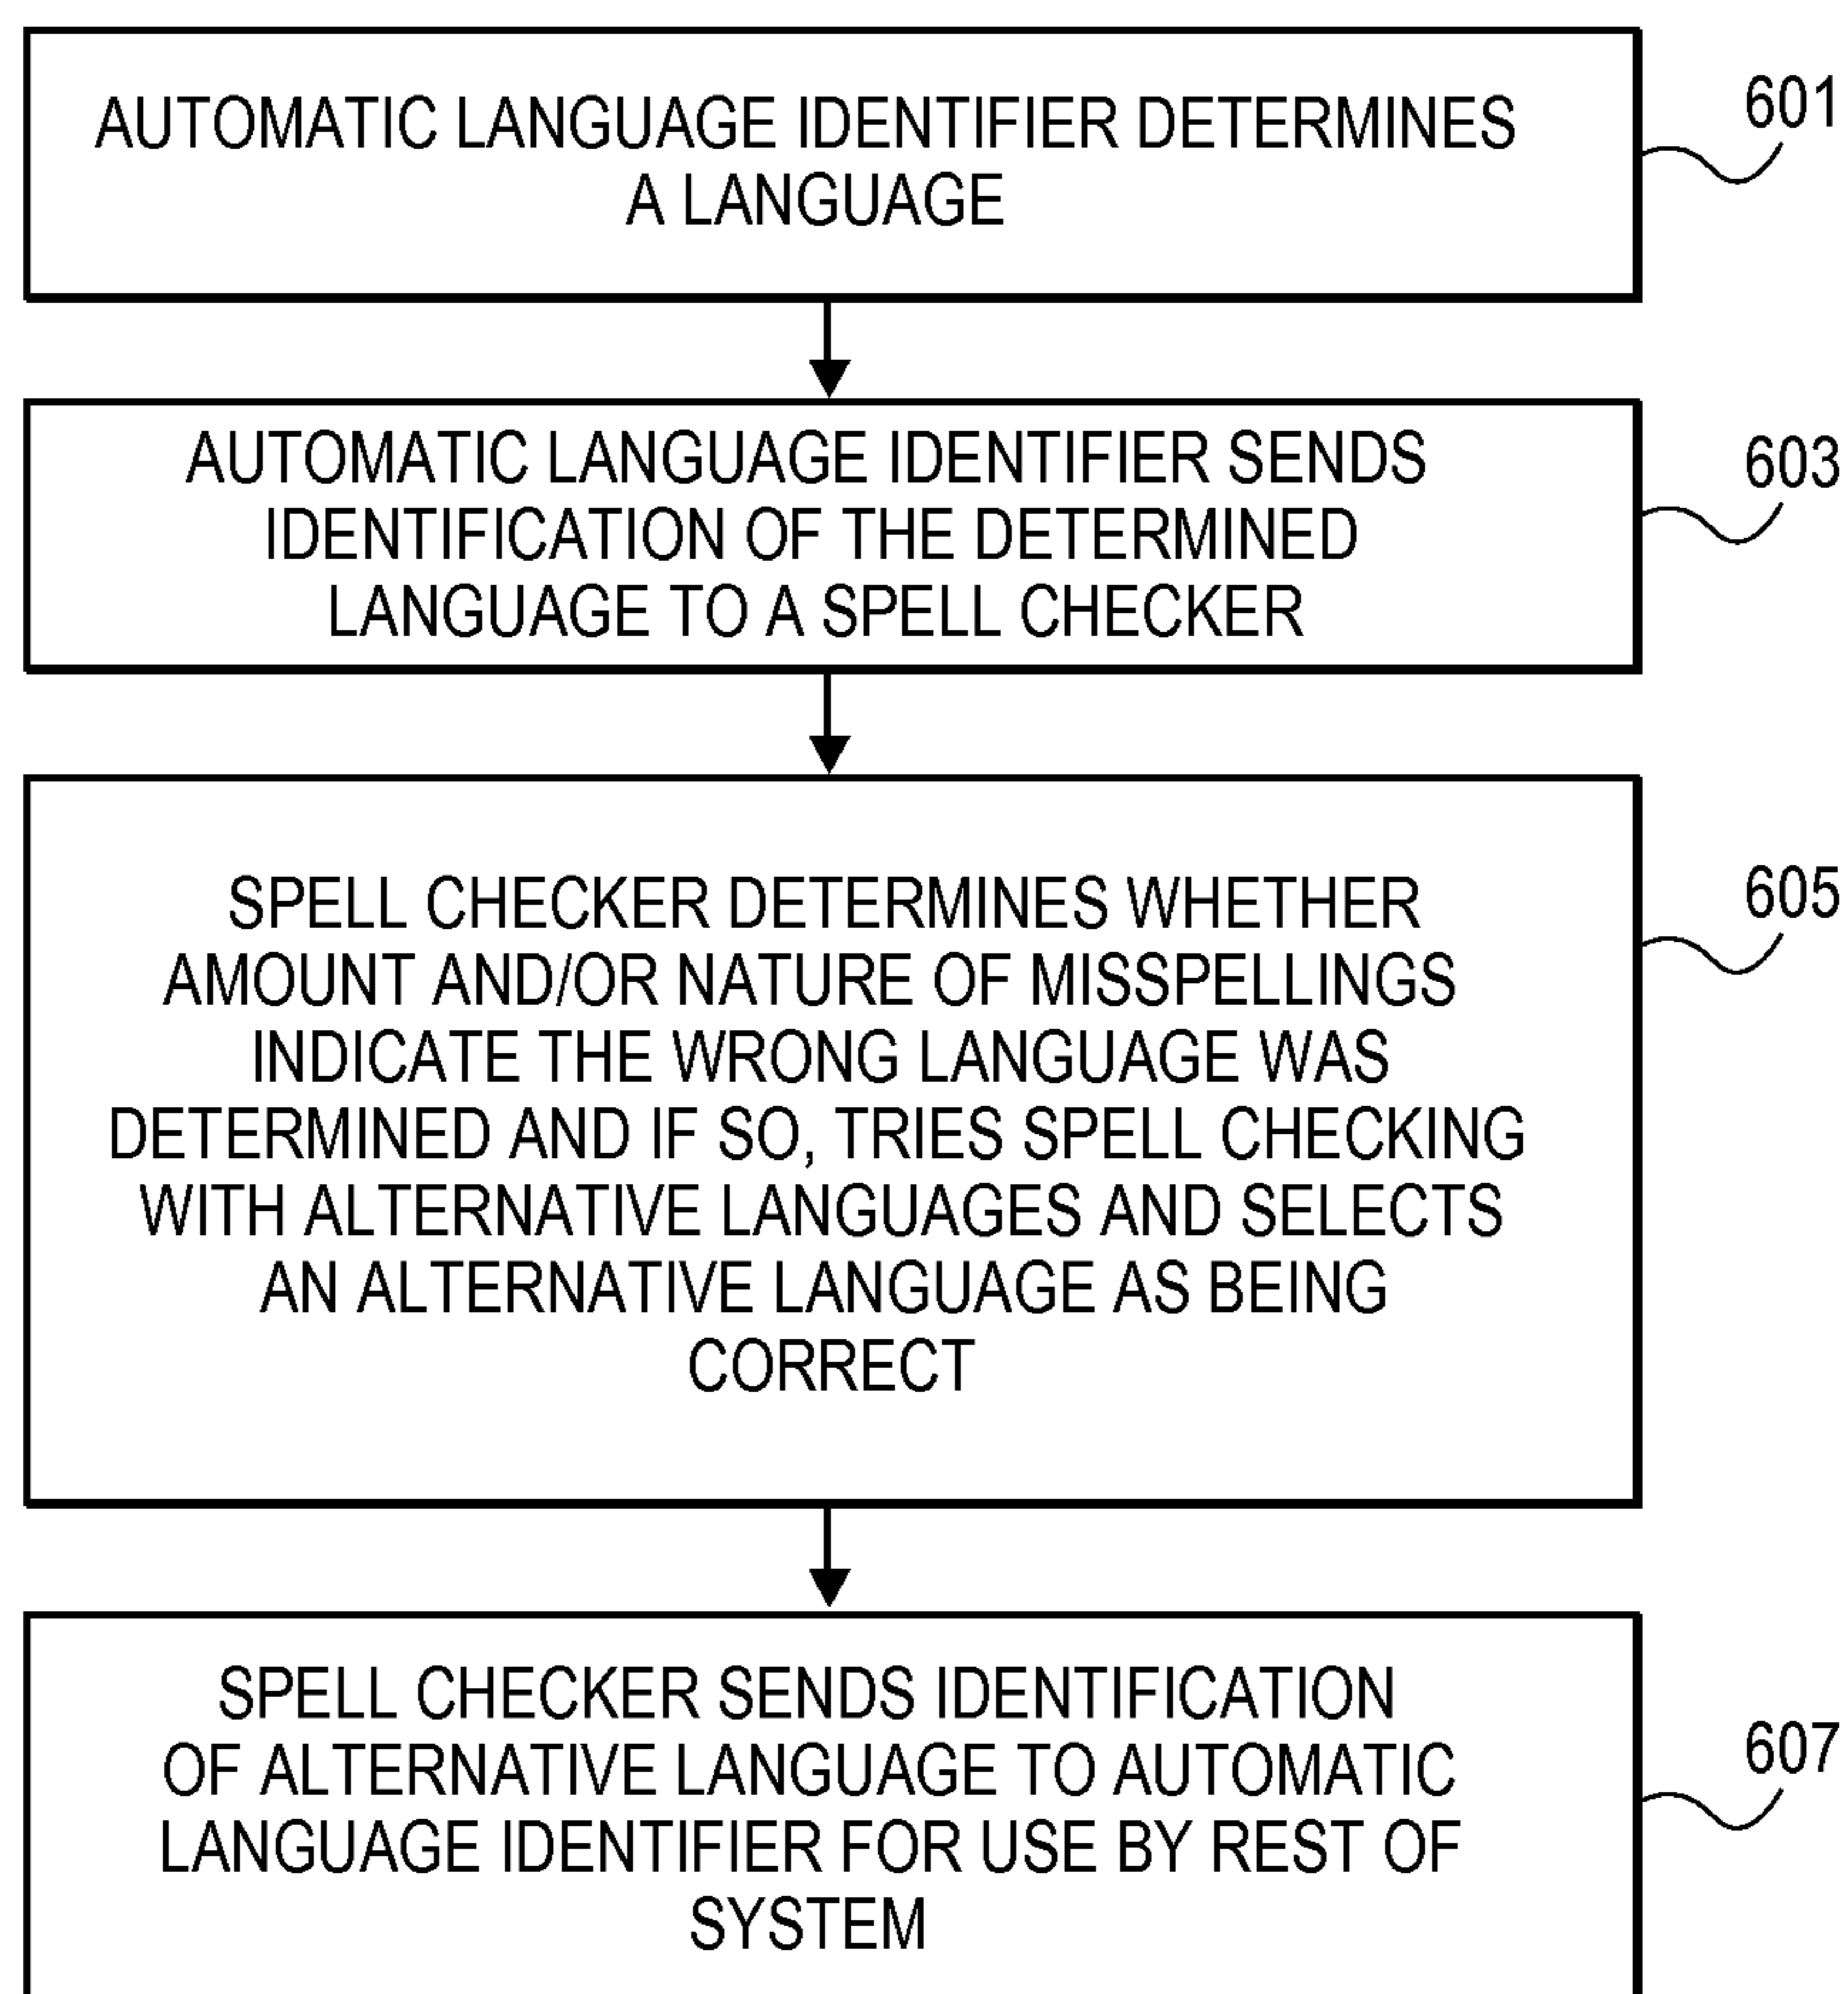 AUTOMATIC LANGUAGE IDENTIFIER DETERMINES
A LANGUAGE
601
AUTOMATIC LANGUAGE IDENTIFIER SENDS
IDENTIFICATION OF THE DETERMINED
LANGUAGE TO A SPELL CHECKER
603
SPELL CHECKER DETERMINES WHETHER
AMOUNT AND/OR NATURE OF MISSPELLINGS
INDICATE THE WRONG LANGUAGE WAS
DETERMINED AND IF SO, TRIES SPELL CHECKING
WITH ALTERNATIVE LANGUAGES AND SELECTS
AN ALTERNATIVE LANGUAGE AS BEING
CORRECT
605
SPELL CHECKER SENDS IDENTIFICATION
OF ALTERNATIVE LANGUAGE TO AUTOMATIC
LANGUAGE IDENTIFIER FOR USE BY REST OF
SYSTEM
607